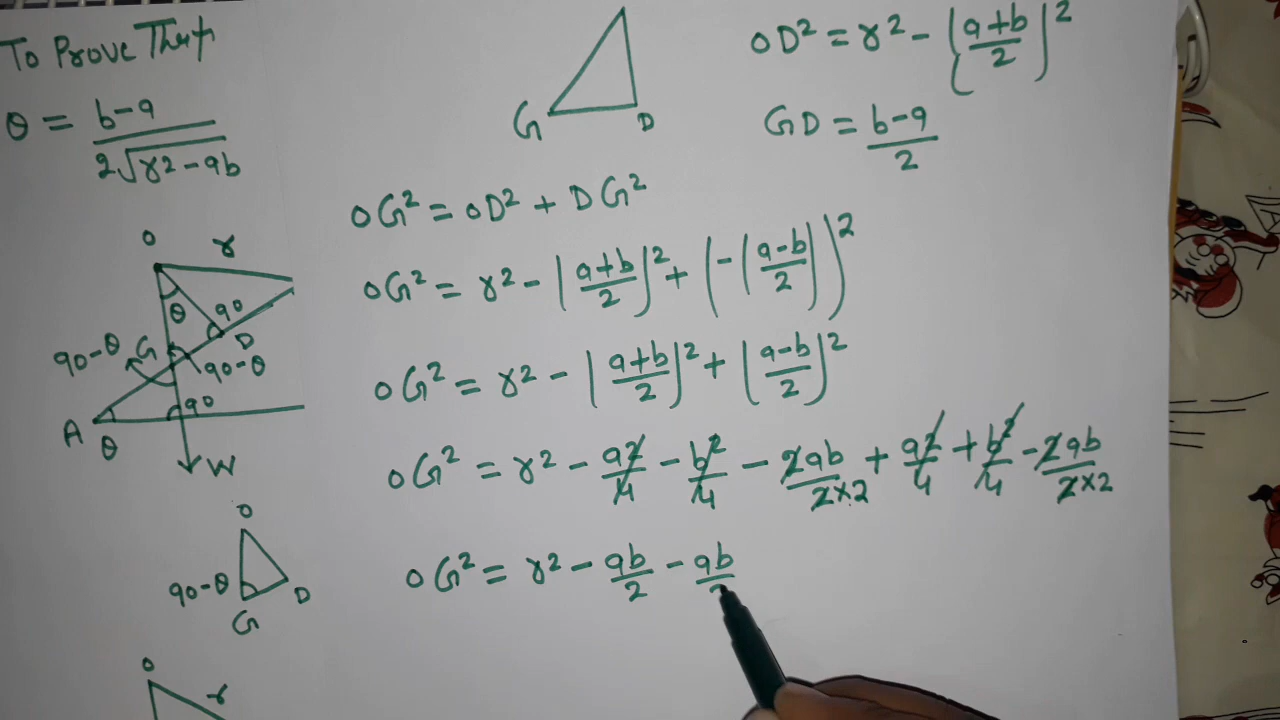 To Prove That
θ = b-a / 2√r2-ab
O
r
θ
90
D
G
90-θ
90-θ
A
θ
90
W
O
90-θ
G
D
O
r
G
D
OD² = r² - (a+b/2)²
GD = b-a/2
OG² = OD² + DG²
OG² = r² - (a+b/2)² + (-(a-b/2))²
OG² = r² - (a+b/2)² + (a-b/2)²
OG² = r² - a²/4 - b²/4 - 2ab/2×2 + a²/4 + b²/4 - 2ab/2×2
OG² = r² - ab/2 - ab/2